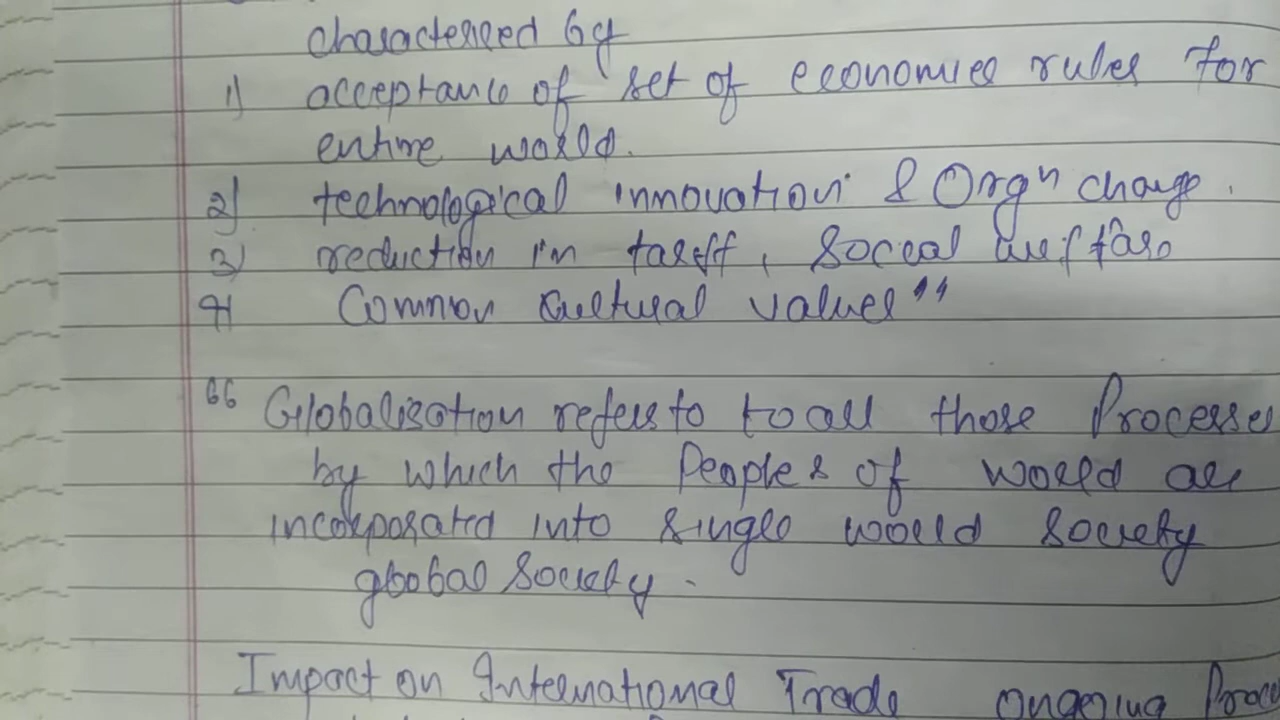 characterized by
1) acceptance of set of economies rules for
entire world.
2) technological innovation & Orgn change.
3) reduction in tariff, Social welfare
4) Common Cultural values"
" Globalisation refers to to all those Processes
by which the Peoples of world are
incorporated into single world Society
global Society.
Impact on International Trade ongoing